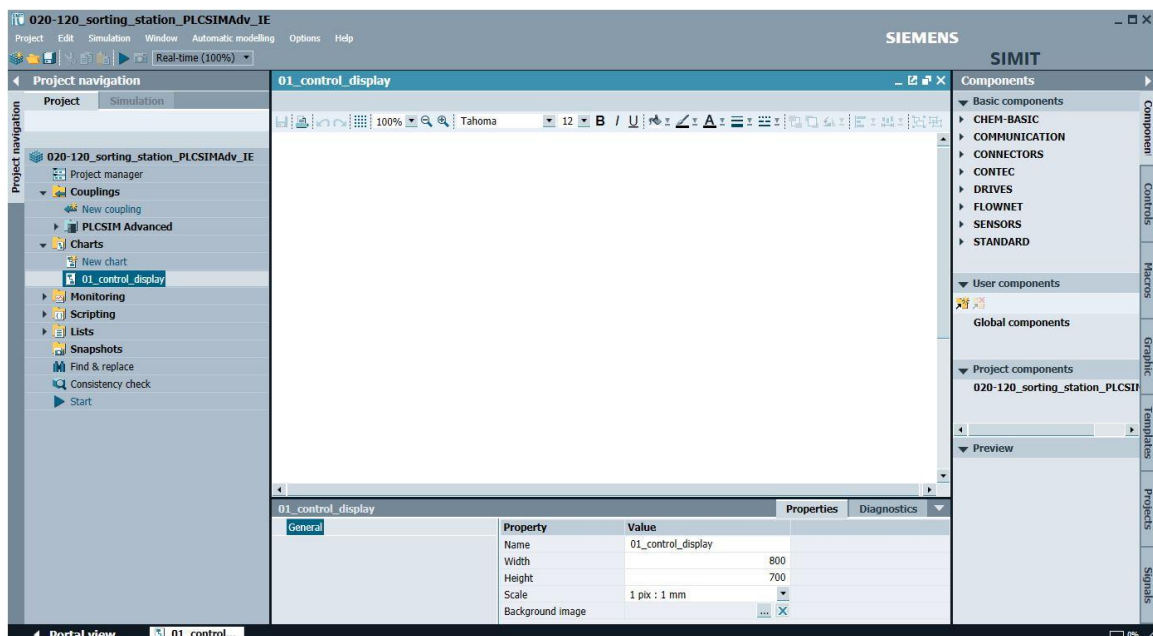 020-120_sorting_station_PLCSIMAdv_IE
Project Edit Simulation Window Automatic modelling Options Help
SIEMENS
Real-time (100%)
SIMIT
Project navigation
Project Simulation
Project navigation
020-120_sorting_station_PLCSIMAdv_IE
Project manager
Couplings
New coupling
PLCSIM Advanced
Charts
New chart
01_control_display
Monitoring
Scripting
Lists
Snapshots
Find & replace
Consistency check
Start
01_control_display
100% Tahoma 12 B I U A
01_control_display
Properties Diagnostics
General
Property Value
Name 01_control_display
Width 800
Height 700
Scale 1 pix : 1 mm
Background image ...
Components
Basic components
CHEM-BASIC
COMMUNICATION
CONNECTORS
CONTEC
DRIVES
FLOWNET
SENSORS
STANDARD
User components
Global components
Project components
020-120_sorting_station_PLCSI
Preview
Componen
Controls
Macros
Graphic
Templates
Projects
Signals
Portal view 01_control... 0%